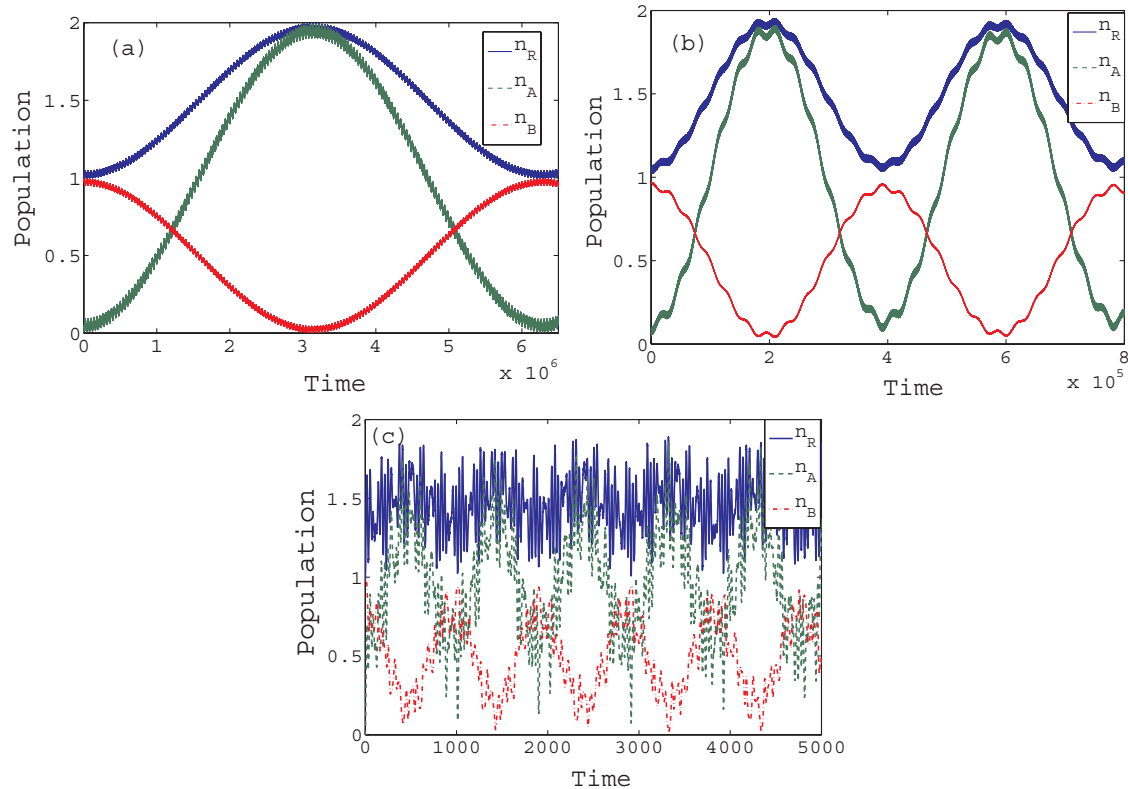 (a)
n_R
n_A
n_B
Population
2
1.5
1
0.5
0
0 1 2 3 4 5 6
x 10^6
Time
(b)
n_R
n_A
n_B
Population
2
1.5
1
0.5
0
0 2 4 6 8
x 10^5
Time
(c)
n_R
n_A
n_B
Population
2
1.5
1
0.5
0
0 1000 2000 3000 4000 5000
Time